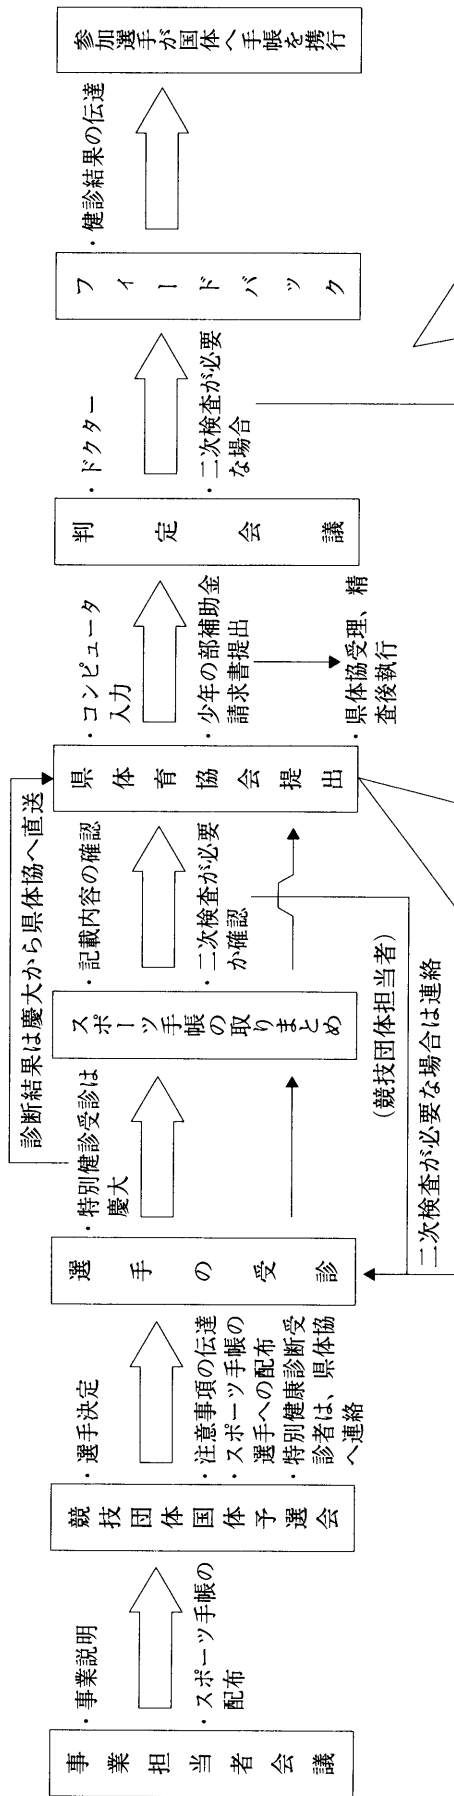 事業担当者会議
・事業説明
・スポーツ手帳の
配布
競技団体国体予選会
・選手決定
・注意事項の伝達
・スポーツ手帳の
選手への配布
・特別健康診断受
診者は、県体協
へ連絡
選手の受診
診断結果は慶大から県体協へ直送
・特別健診受診は
慶大
スポーツ手帳の取りまとめ
・記載内容の確認
・二次検査が必要
か確認
(競技団体担当者)
二次検査が必要な場合は連絡
県体育協会提出
・コンピュータ
入力
・少年の部補助金
請求書提出
・県体協受理、精
査後執行
判定会議
・ドクター
・二次検査が必要
な場合
フィードバック
・健診結果の伝達
参加選手が国体へ手帳を携行